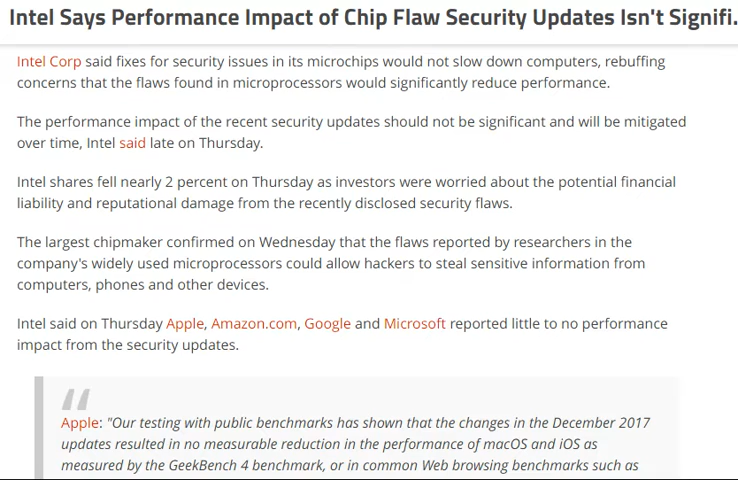 Intel Says Performance Impact of Chip Flaw Security Updates Isn't Signifi.
Intel Corp said fixes for security issues in its microchips would not slow down computers, rebuffing
concerns that the flaws found in microprocessors would significantly reduce performance.
The performance impact of the recent security updates should not be significant and will be mitigated
over time, Intel said late on Thursday.
Intel shares fell nearly 2 percent on Thursday as investors were worried about the potential financial
liability and reputational damage from the recently disclosed security flaws.
The largest chipmaker confirmed on Wednesday that the flaws reported by researchers in the
company's widely used microprocessors could allow hackers to steal sensitive information from
computers, phones and other devices.
Intel said on Thursday Apple, Amazon.com, Google and Microsoft reported little to no performance
impact from the security updates.
“
Apple: "Our testing with public benchmarks has shown that the changes in the December 2017
updates resulted in no measurable reduction in the performance of macOS and iOS as
measured by the GeekBench 4 benchmark, or in common Web browsing benchmarks such as